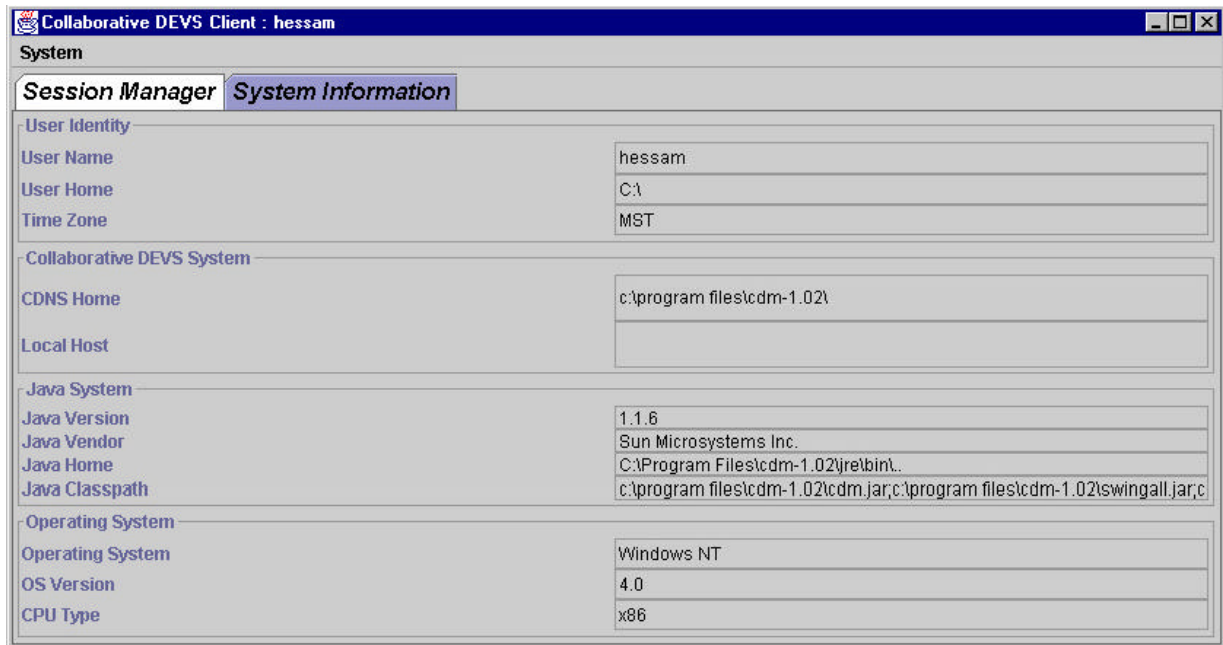 Collaborative DEVS Client : hessam
System
Session Manager System Information
User Identity
User Name hessam
User Home C:\
Time Zone MST
Collaborative DEVS System
CDNS Home c:\program files\cdm-1.02\
Local Host
Java System
Java Version 1.1.6
Java Vendor Sun Microsystems Inc.
Java Home C:\Program Files\cdm-1.02\jre\bin\..
Java Classpath c:\program files\cdm-1.02\cdm.jar;c:\program files\cdm-1.02\swingall.jar;c
Operating System
Operating System Windows NT
OS Version 4.0
CPU Type x86